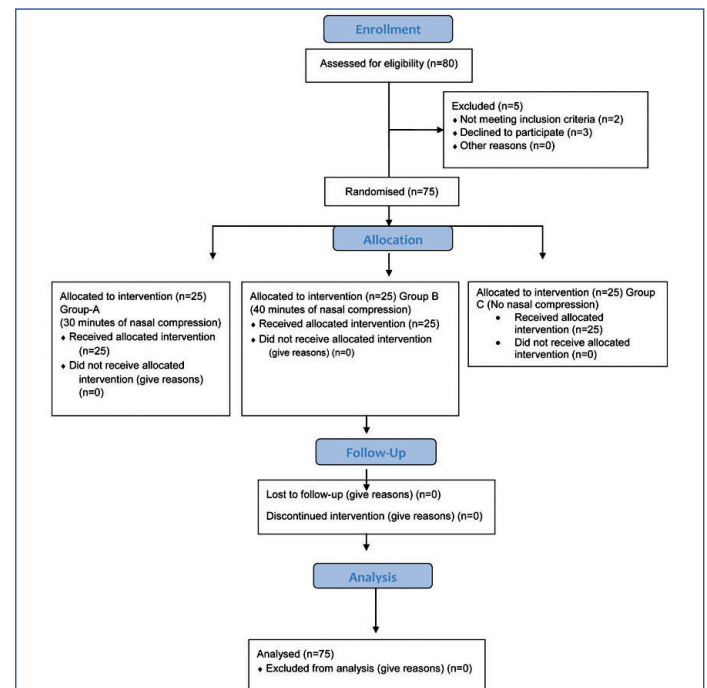 Enrollment
Assessed for eligibility (n=80)
Excluded (n=5)
♦ Not meeting inclusion criteria (n=2)
♦ Declined to participate (n=3)
♦ Other reasons (n=0)
Randomised (n=75)
Allocation
Allocated to intervention (n=25)
Group-A
(30 minutes of nasal compression)
♦ Received allocated intervention
(n=25)
♦ Did not receive allocated
intervention (give reasons)
(n=0)
Allocated to intervention (n=25) Group B
(40 minutes of nasal compression)
♦ Received allocated intervention (n=25)
♦ Did not receive allocated intervention
(give reasons) (n=0)
Allocated to intervention (n=25) Group
C (No nasal compression)
• Received allocated
intervention (n=25)
• Did not receive allocated
intervention (n=0)
Follow-Up
Lost to follow-up (give reasons) (n=0)
Discontinued intervention (give reasons) (n=0)
Analysis
Analysed (n=75)
♦ Excluded from analysis (give reasons) (n=0)